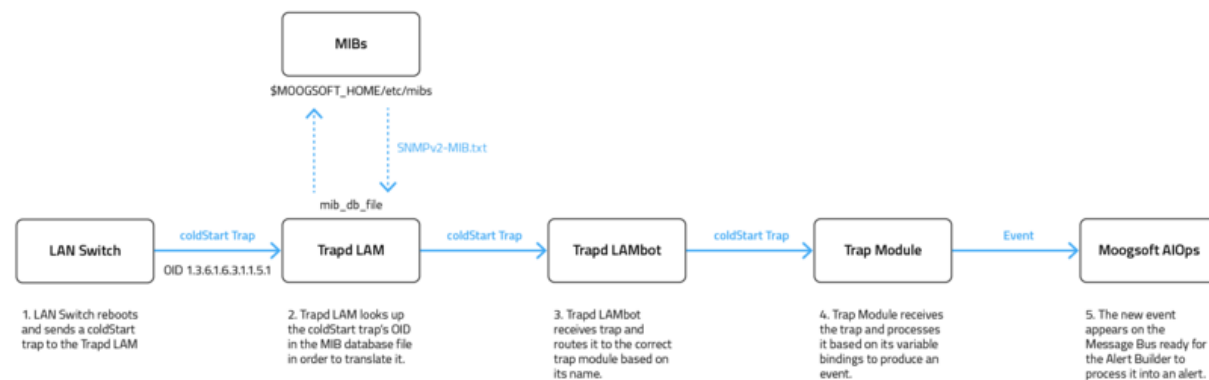 MIBs
$MOOGSOFT_HOME/etc/mibs
SNMPv2-MIB.txt
mib_db_file
LAN Switch
coldStart Trap
OID 1.3.6.1.6.3.1.1.5.1
Trapd LAM
coldStart Trap
Trapd LAMbot
coldStart Trap
Trap Module
Event
Moogsoft AIOps
1. LAN Switch reboots
and sends a coldStart
trap to the Trapd LAM
2. Trapd LAM looks up
the coldStart trap's OID
in the MIB database file
in order to translate it.
3. Trapd LAMbot
receives trap and
routes it to the correct
trap module based on
its name.
4. Trap Module receives
the trap and processes
it based on its variable
bindings to produce an
event.
5. The new event
appears on the
Message Bus ready for
the Alert Builder to
process it into an alert.